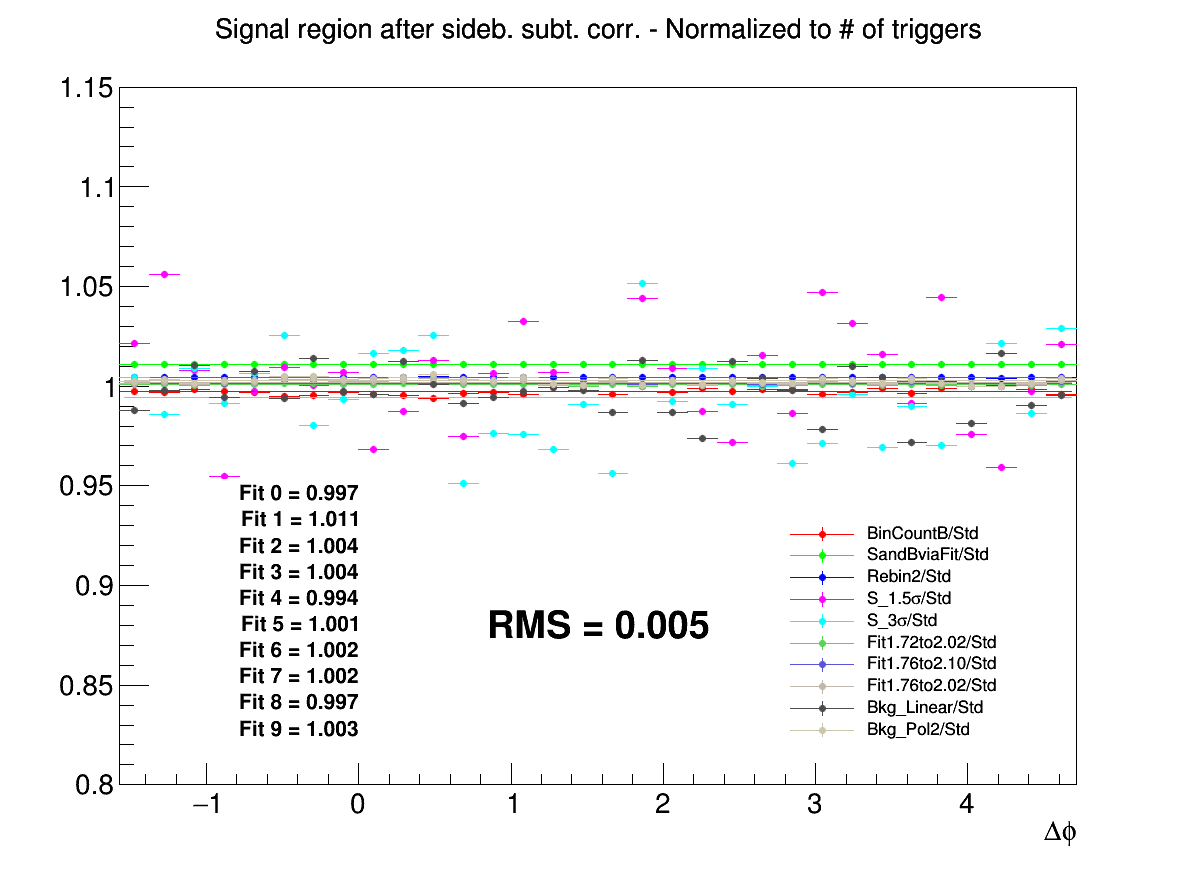 Signal region after sideb. subt. corr. - Normalized to # of triggers
1.15
1.1
1.05
1
0.95
0.9
0.85
0.8
Fit 0 = 0.997
Fit 1 = 1.011
Fit 2 = 1.004
Fit 3 = 1.004
Fit 4 = 0.994
Fit 5 = 1.001
Fit 6 = 1.002
Fit 7 = 1.002
Fit 8 = 0.997
Fit 9 = 1.003
RMS = 0.005
BinCountB/Std
SandBviaFit/Std
Rebin2/Std
S_1.5σ/Std
S_3σ/Std
Fit1.72to2.02/Std
Fit1.76to2.10/Std
Fit1.76to2.02/Std
Bkg_Linear/Std
Bkg_Pol2/Std
−1 0 1 2 3 4
Δϕ